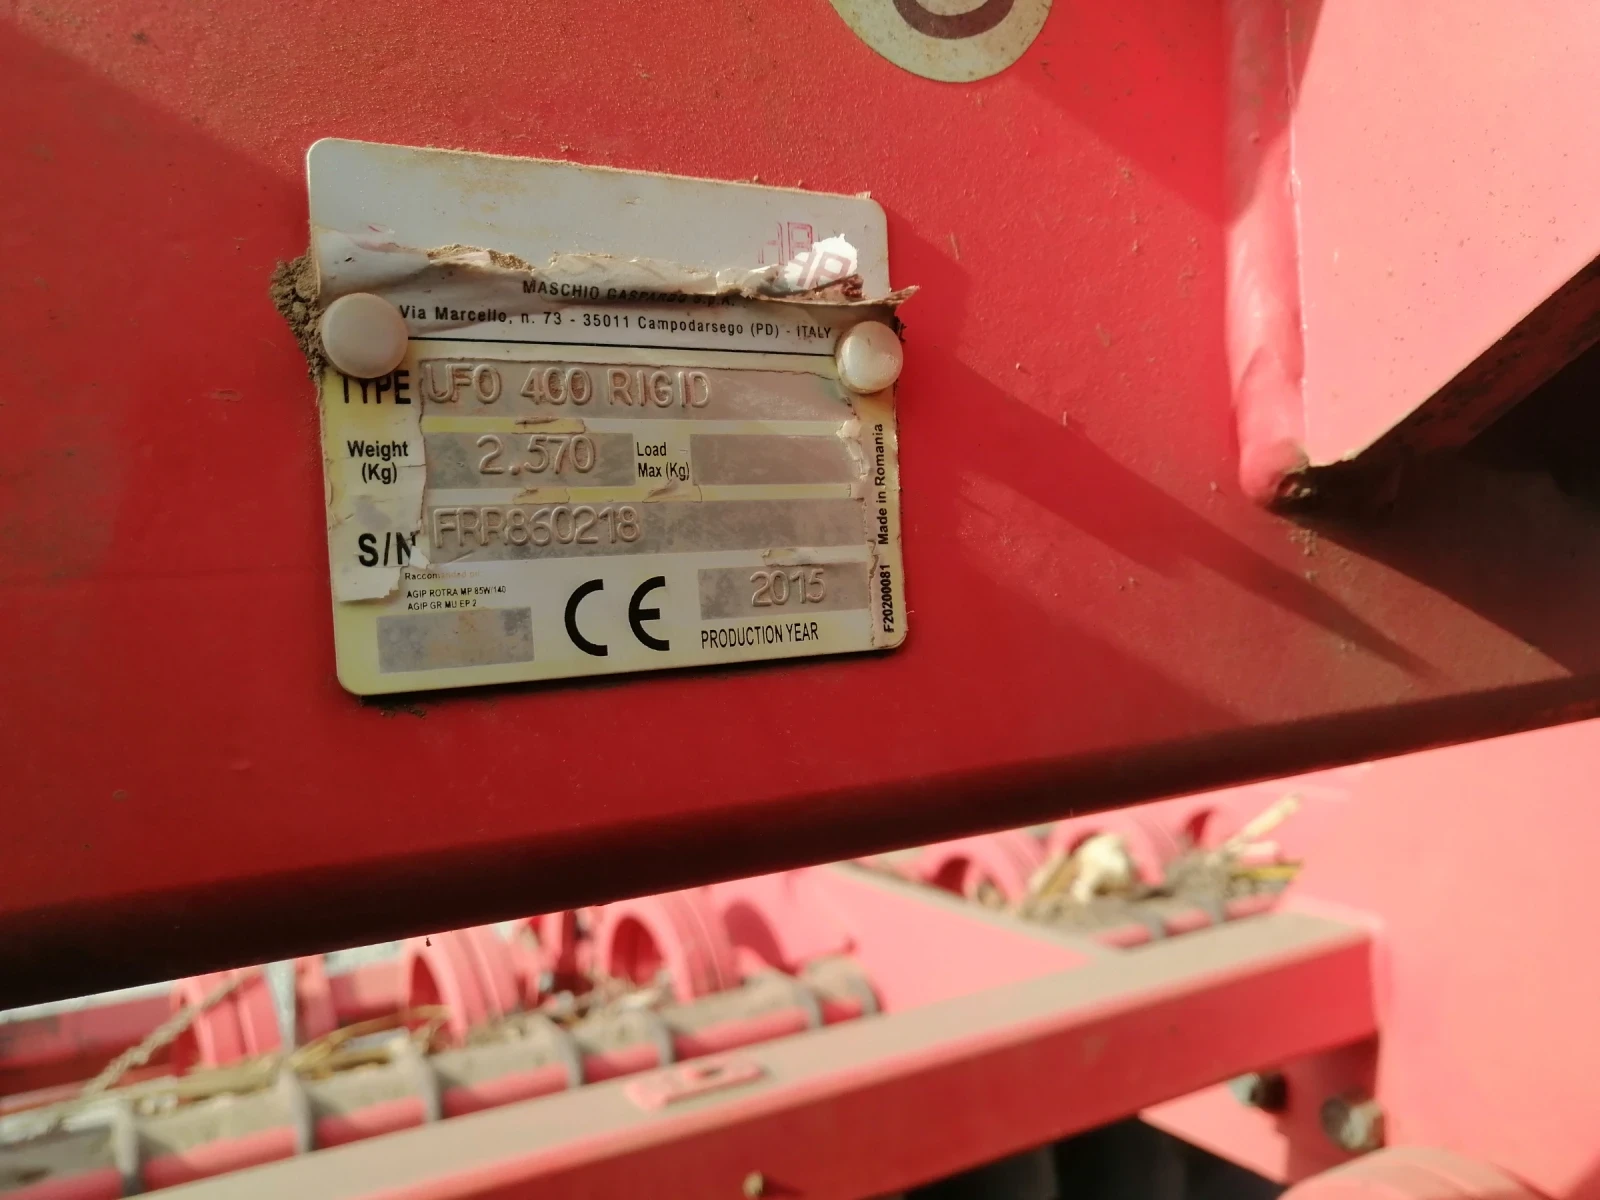 MASCHIO GASPARDO S.p.A.
Via Marcello, n. 73 - 35011 Campodarsego (PD) - ITALY
TYPE UFO 400 RIGID
Weight (Kg) 2.570 Load Max (Kg)
S/N FRR860218
Raccomended oil
AGIP ROTRA MP 85W/140
AGIP GR MU EP 2
CE
2015
PRODUCTION YEAR
F20200081 Made in Romania